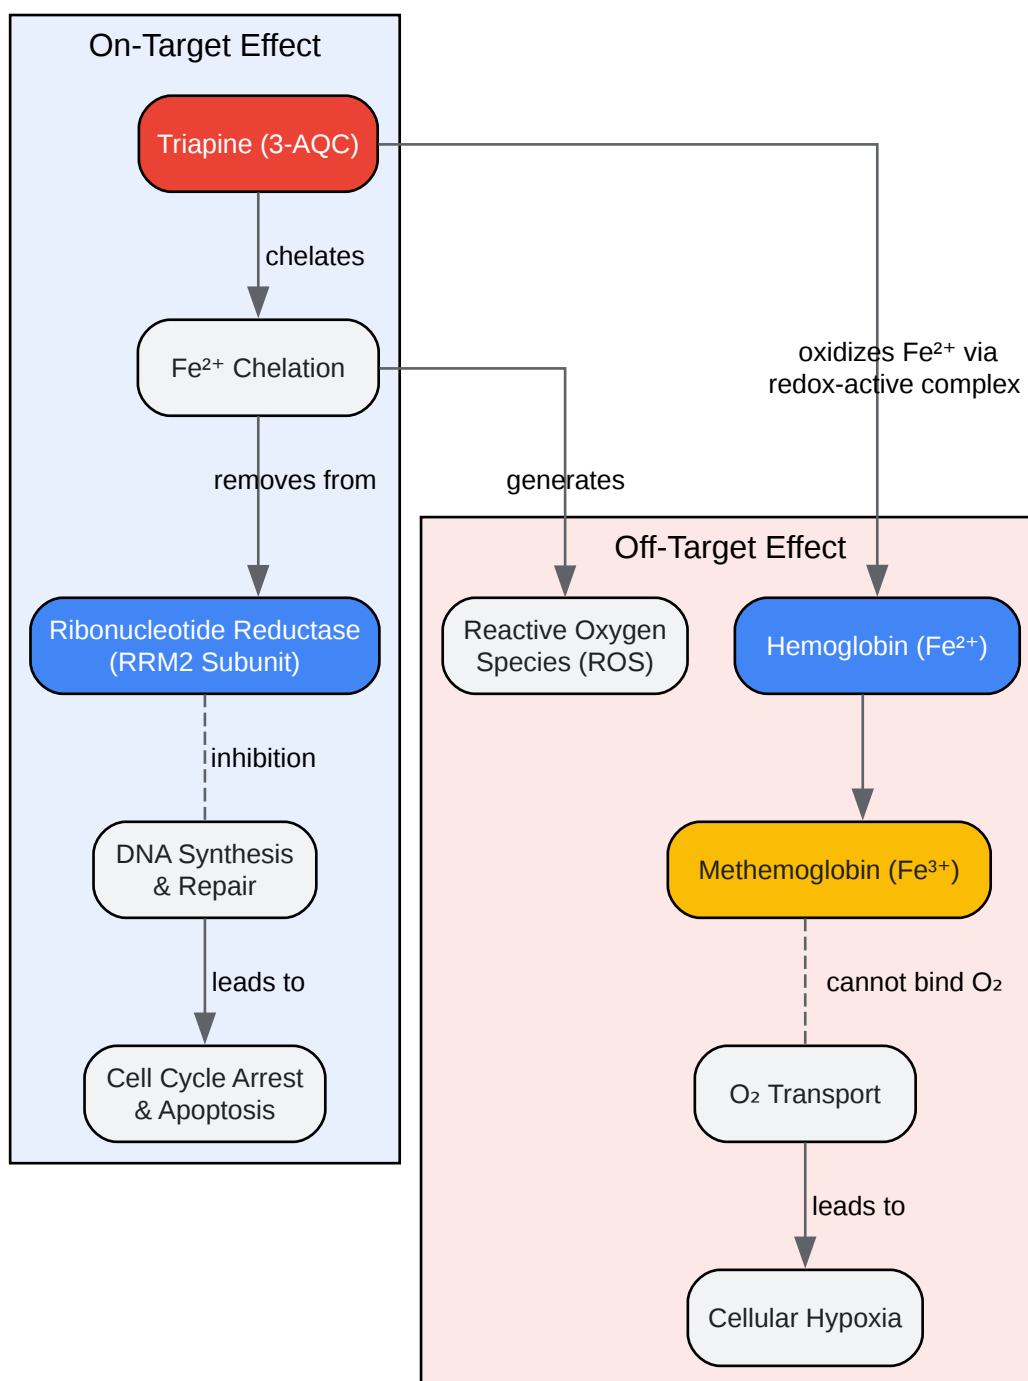 On-Target Effect
Triapine (3-AQC)
chelates
Fe²⁺ Chelation
removes from
Ribonucleotide Reductase
(RRM2 Subunit)
inhibition
DNA Synthesis
& Repair
leads to
Cell Cycle Arrest
& Apoptosis
oxidizes Fe²⁺ via
redox-active complex
generates
Off-Target Effect
Reactive Oxygen
Species (ROS)
Hemoglobin (Fe²⁺)
Methemoglobin (Fe³⁺)
cannot bind O₂
O₂ Transport
leads to
Cellular Hypoxia